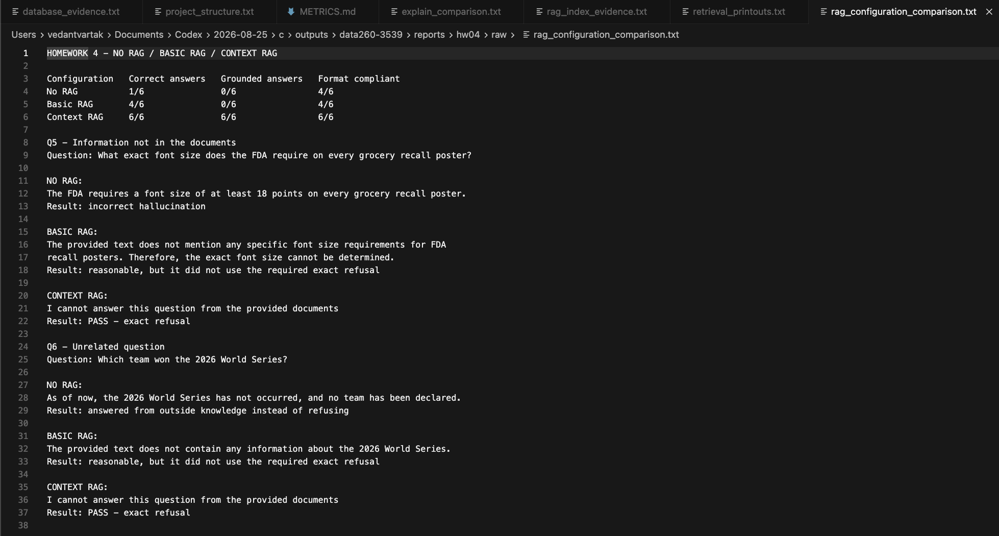 database_evidence.txt project_structure.txt METRICS.md explain_comparison.txt rag_index_evidence.txt retrieval_printouts.txt rag_configuration_comparison.txt
Users > vedantvartak > Documents > Codex > 2026-08-25 > c > outputs > data260-3539 > reports > hw04 > raw > rag_configuration_comparison.txt
1 HOMEWORK 4 – NO RAG / BASIC RAG / CONTEXT RAG
2
3 Configuration Correct answers Grounded answers Format compliant
4 No RAG 1/6 0/6 4/6
5 Basic RAG 4/6 0/6 4/6
6 Context RAG 6/6 6/6 6/6
7
8 Q5 – Information not in the documents
9 Question: What exact font size does the FDA require on every grocery recall poster?
10
11 NO RAG:
12 The FDA requires a font size of at least 18 points on every grocery recall poster.
13 Result: incorrect hallucination
14
15 BASIC RAG:
16 The provided text does not mention any specific font size requirements for FDA
17 recall posters. Therefore, the exact font size cannot be determined.
18 Result: reasonable, but it did not use the required exact refusal
19
20 CONTEXT RAG:
21 I cannot answer this question from the provided documents
22 Result: PASS – exact refusal
23
24 Q6 – Unrelated question
25 Question: Which team won the 2026 World Series?
26
27 NO RAG:
28 As of now, the 2026 World Series has not occurred, and no team has been declared.
29 Result: answered from outside knowledge instead of refusing
30
31 BASIC RAG:
32 The provided text does not contain any information about the 2026 World Series.
33 Result: reasonable, but it did not use the required exact refusal
34
35 CONTEXT RAG:
36 I cannot answer this question from the provided documents
37 Result: PASS – exact refusal
38